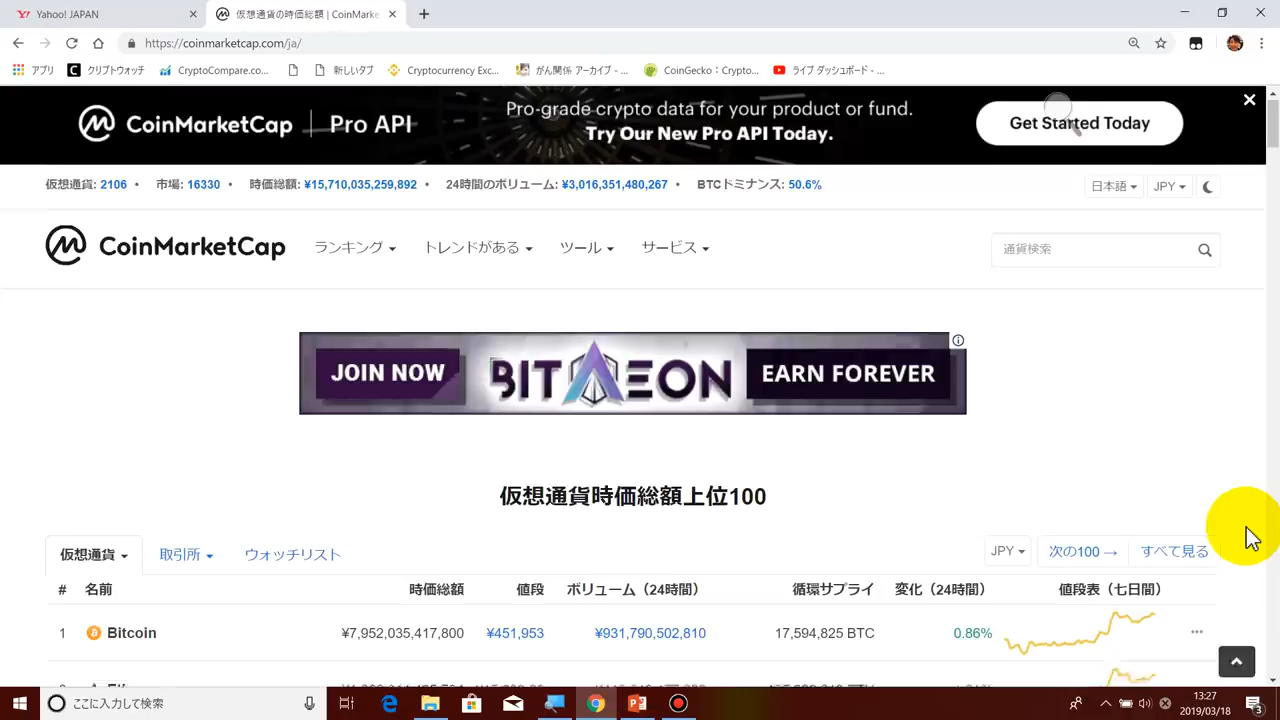 Yahoo! JAPAN
仮想通貨の時価総額 | CoinMarke
https://coinmarketcap.com/ja/
アプリ
クリプトウォッチ
CryptoCompare.co...
新しいタブ
Cryptocurrency Exc...
がん関係 アーカイブ - ...
CoinGecko：Crypto...
ライブ ダッシュボード - ...
CoinMarketCap | Pro API
Pro-grade crypto data for your product or fund.
Try Our New Pro API Today.
Get Started Today
仮想通貨: 2106 • 市場: 16330 • 時価総額: ¥15,710,035,259,892 • 24時間のボリューム: ¥3,016,351,480,267 • BTCドミナンス: 50.6%
日本語
JPY
CoinMarketCap
ランキング
トレンドがある
ツール
サービス
通貨検索
JOIN NOW
BITAEON
EARN FOREVER
仮想通貨時価総額上位100
仮想通貨
取引所
ウォッチリスト
JPY
次の100 →
すべて見る
# 名前 時価総額 値段 ボリューム（24時間） 循環サプライ 変化（24時間） 値段表（七日間）
1 Bitcoin ¥7,952,035,417,800 ¥451,953 ¥931,790,502,810 17,594,825 BTC 0.86%
ここに入力して検索
13:27
2019/03/18
3